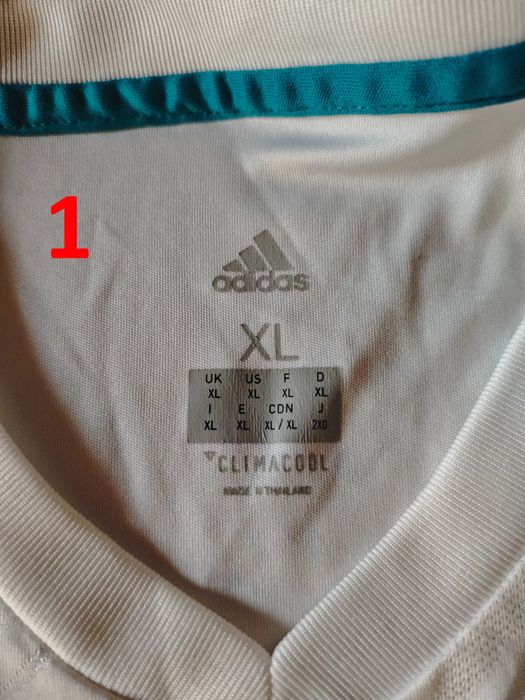 1
adidas
XL
UK US F D
XL XL XL XL
I E CDN J
XL XL XL / XL 2XO
CLIMACOOL
MADE IN THAILAND